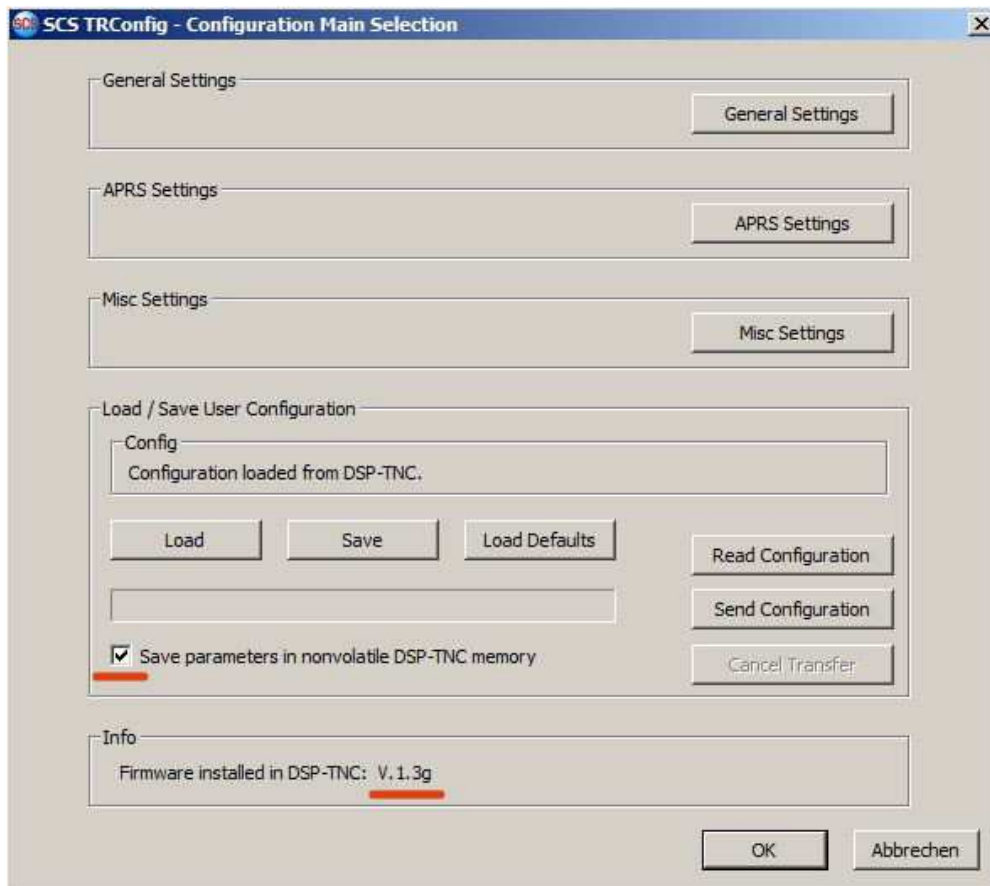 SCS TRConfig - Configuration Main Selection
General Settings
General Settings
APRS Settings
APRS Settings
Misc Settings
Misc Settings
Load / Save User Configuration
Config
Configuration loaded from DSP-TNC.
Load
Save
Load Defaults
Read Configuration
Send Configuration
Save parameters in nonvolatile DSP-TNC memory
Cancel Transfer
Info
Firmware installed in DSP-TNC: V.1.3g
OK
Abbrechen